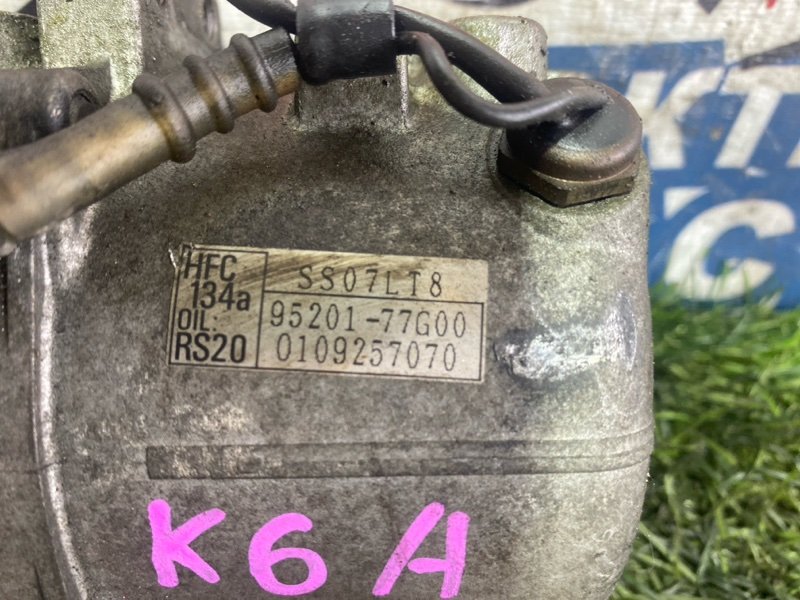 HFC
134a
OIL:
RS20
SS07LT8
95201-77G00
0109257070
K6A